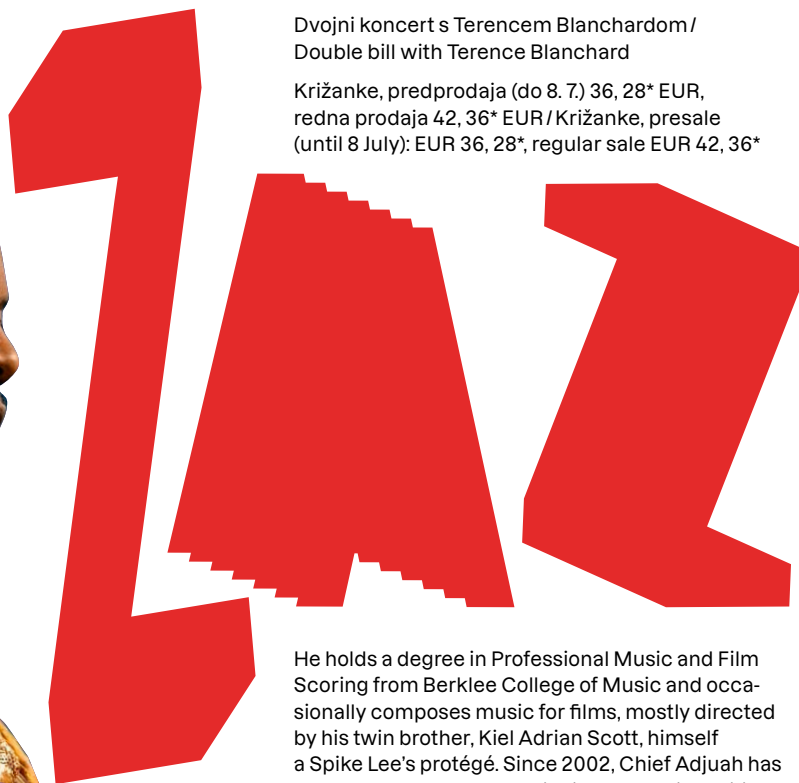 Dvojni koncert s Terencem Blanchardom /
Double bill with Terence Blanchard
Križanke, predprodaja (do 8. 7.) 36, 28* EUR,
redna prodaja 42, 36* EUR / Križanke, presale
(until 8 July): EUR 36, 28*, regular sale EUR 42, 36*
He holds a degree in Professional Music and Film
Scoring from Berklee College of Music and occa-
sionally composes music for films, mostly directed
by his twin brother, Kiel Adrian Scott, himself
a Spike Lee's protégé. Since 2002, Chief Adjuah has